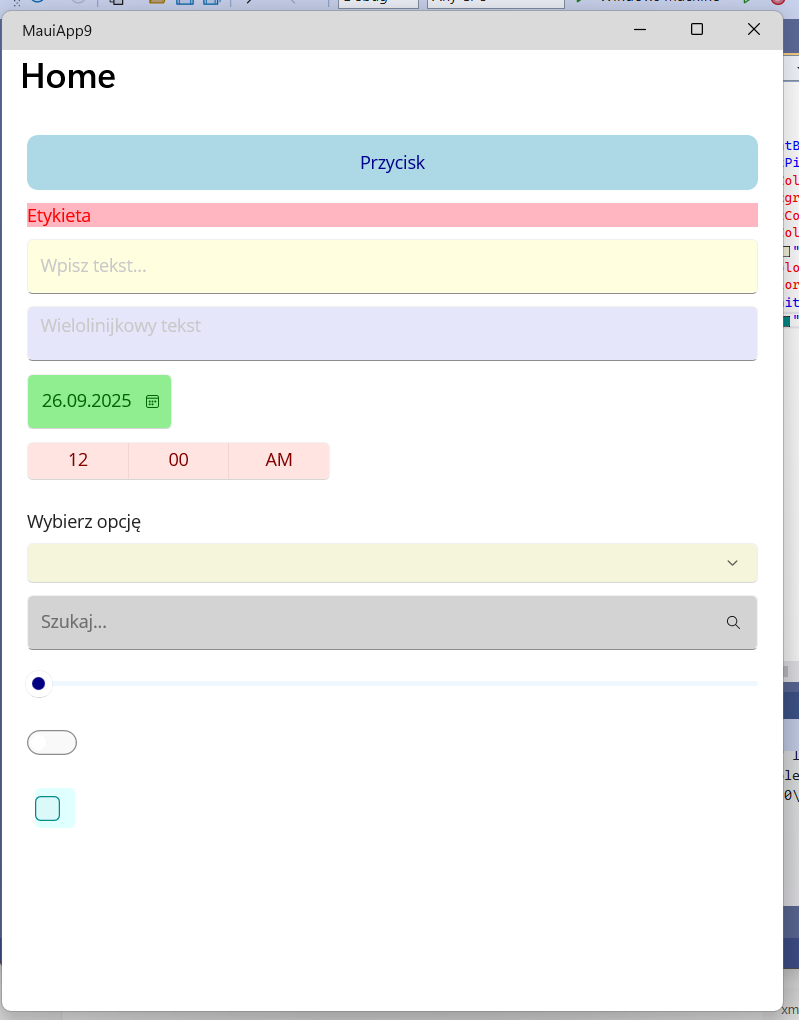 MauiApp9
Home
Przycisk
Etykieta
Wpisz tekst...
Wielolinijkowy tekst
26.09.2025
12 00 AM
Wybierz opcję
Szukaj...